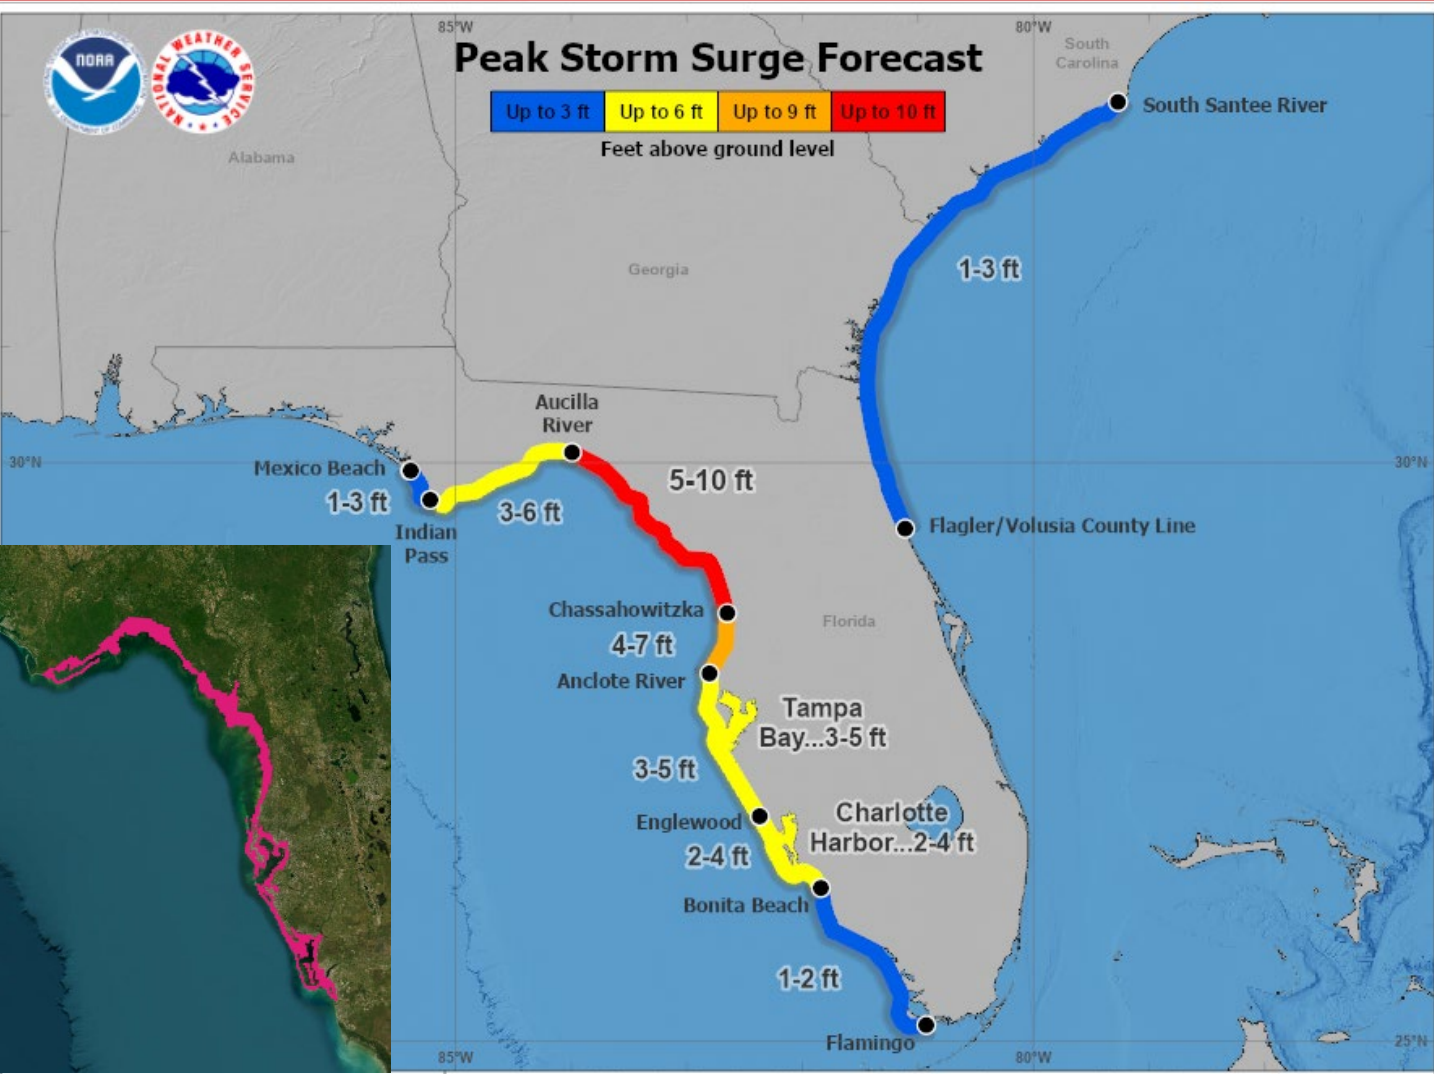 85°W
80°W
NOAA
NATIONAL WEATHER SERVICE
Peak Storm Surge Forecast
South
Carolina
Up to 3 ft
Up to 6 ft
Up to 9 ft
Up to 10 ft
South Santee River
Feet above ground level
Alabama
Georgia
1-3 ft
Aucilla
River
30°N
Mexico Beach
5-10 ft
30°N
1-3 ft
3-6 ft
Indian
Pass
Flagler/Volusia County Line
Chassahowitzka
Florida
4-7 ft
Anclote River
Tampa
Bay...3-5 ft
3-5 ft
Englewood
Charlotte
Harbor...2-4 ft
2-4 ft
Bonita Beach
1-2 ft
Flamingo
25°N
85°W
80°W